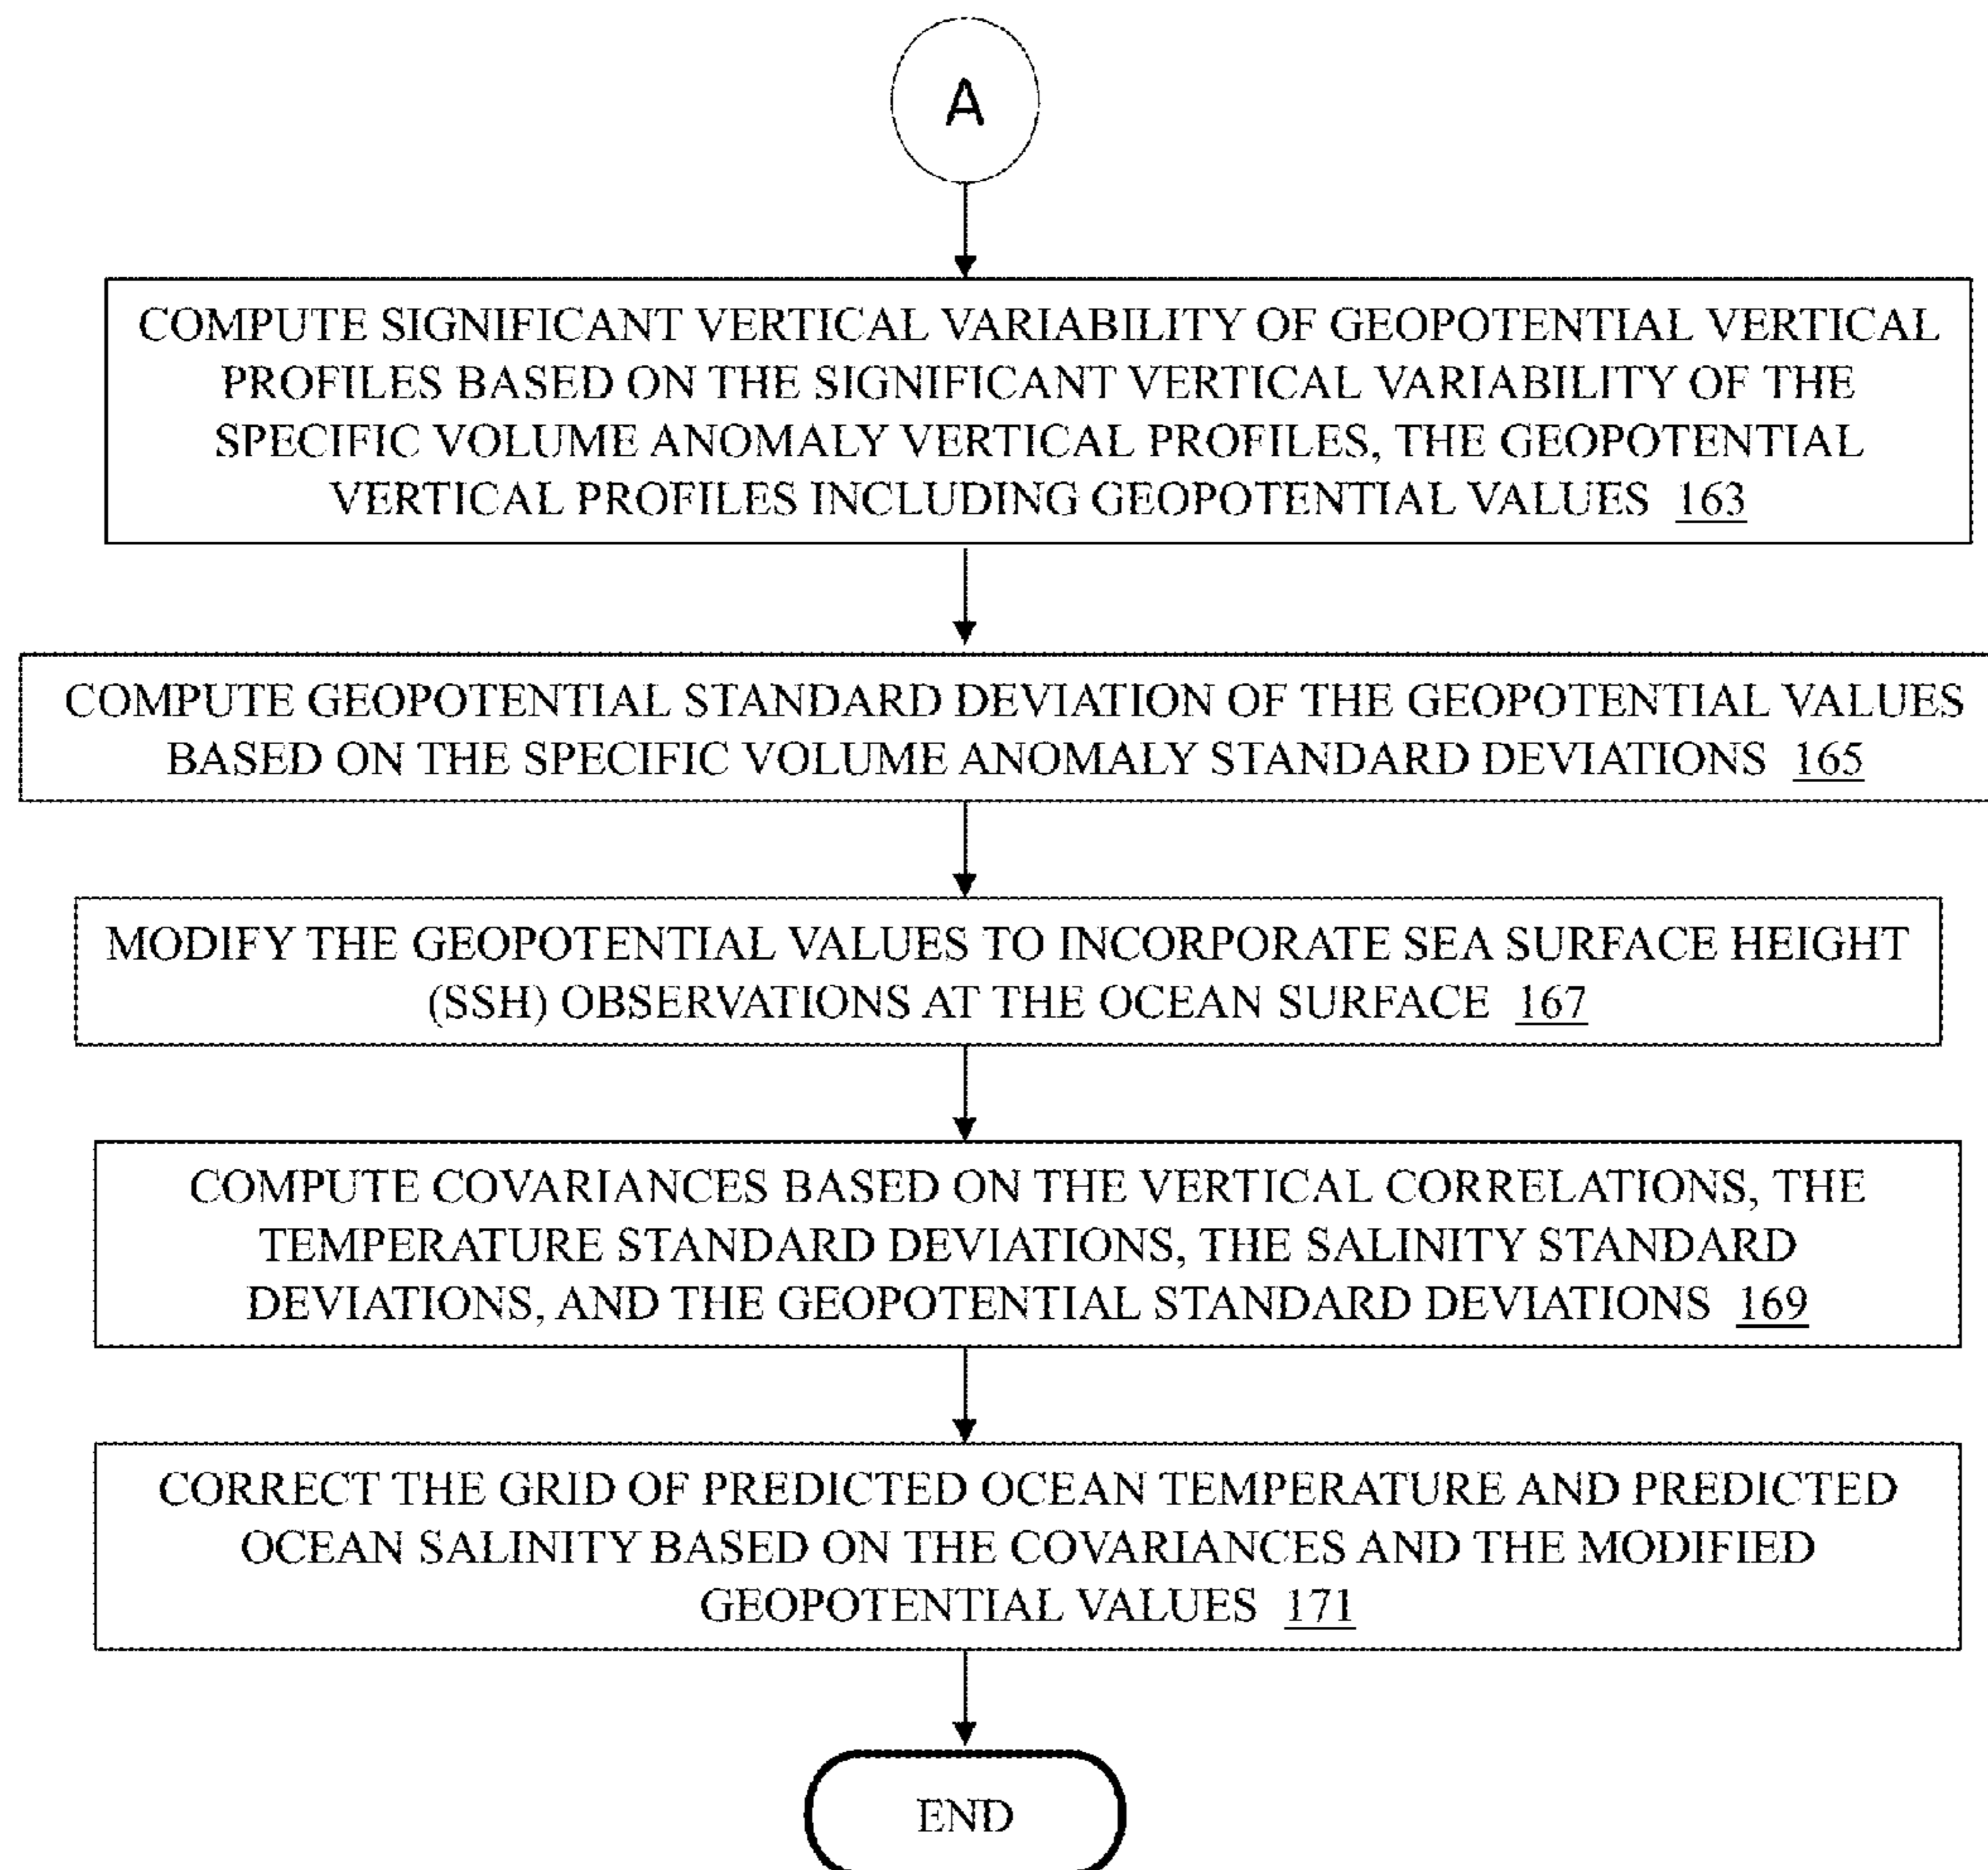 A
COMPUTE SIGNIFICANT VERTICAL VARIABILITY OF GEOPOTENTIAL VERTICAL
PROFILES BASED ON THE SIGNIFICANT VERTICAL VARIABILITY OF THE
SPECIFIC VOLUME ANOMALY VERTICAL PROFILES, THE GEOPOTENTIAL
VERTICAL PROFILES INCLUDING GEOPOTENTIAL VALUES 163
COMPUTE GEOPOTENTIAL STANDARD DEVIATION OF THE GEOPOTENTIAL VALUES
BASED ON THE SPECIFIC VOLUME ANOMALY STANDARD DEVIATIONS 165
MODIFY THE GEOPOTENTIAL VALUES TO INCORPORATE SEA SURFACE HEIGHT
(SSH) OBSERVATIONS AT THE OCEAN SURFACE 167
COMPUTE COVARIANCES BASED ON THE VERTICAL CORRELATIONS, THE
TEMPERATURE STANDARD DEVIATIONS, THE SALINITY STANDARD
DEVIATIONS, AND THE GEOPOTENTIAL STANDARD DEVIATIONS 169
CORRECT THE GRID OF PREDICTED OCEAN TEMPERATURE AND PREDICTED
OCEAN SALINITY BASED ON THE COVARIANCES AND THE MODIFIED
GEOPOTENTIAL VALUES 171
END